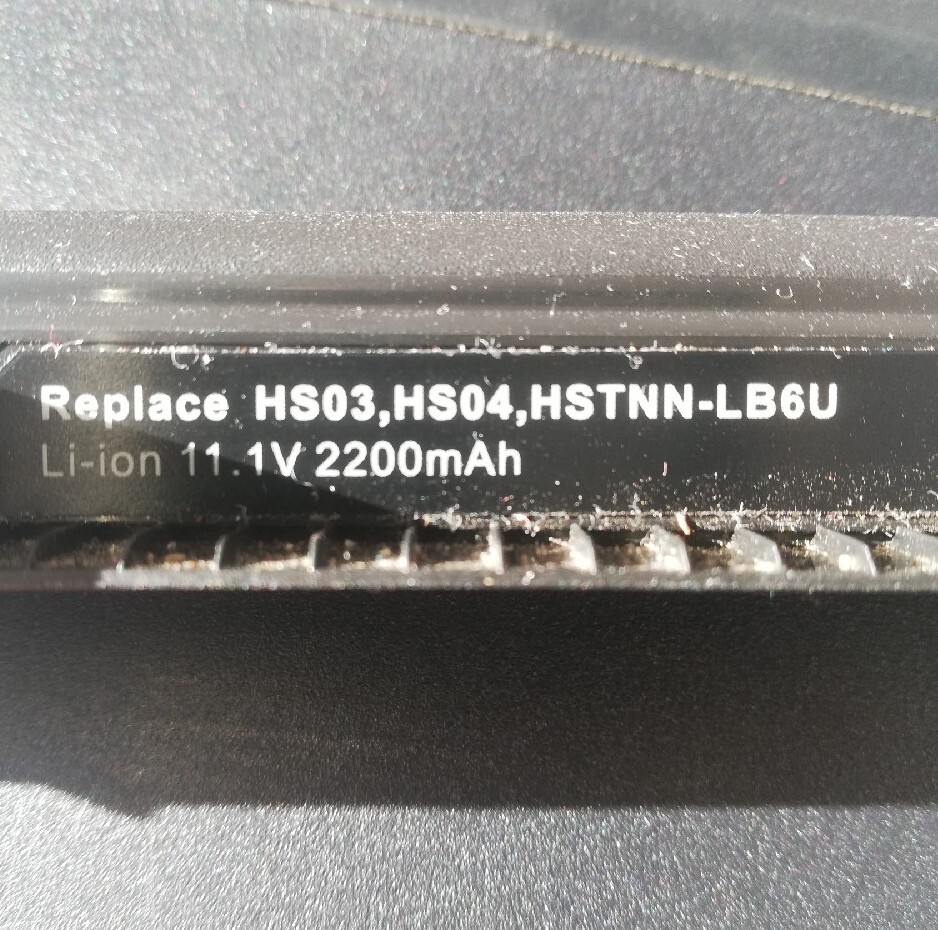 Replace HS03,HS04,HSTNN-LB6U
Li-ion 11.1V 2200mAh